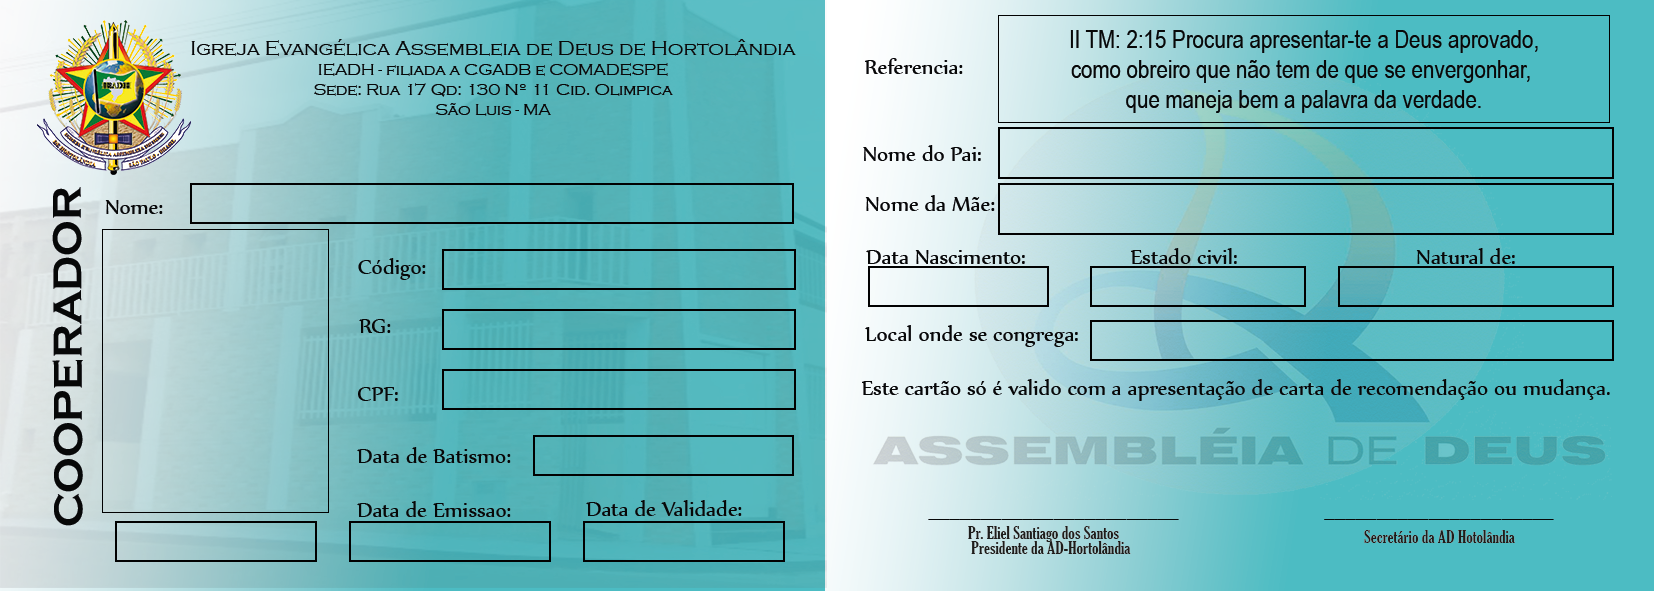 IGREJA EVANGÉLICA ASSEMBLEIA DE DEUS DE HORTOLÂNDIA
IEADH - FILIADA A CGADB E COMADESPE
SEDE: RUA 17 QD: 130 Nº 11 CID. OLIMPICA
SÃO LUIS - MA
IEADH
COOPERADOR
Nome:
Código:
RG:
CPF:
Data de Batismo:
Data de Emissao:
Data de Validade:
Referencia:
II TM: 2:15 Procura apresentar-te a Deus aprovado,
como obreiro que não tem de que se envergonhar,
que maneja bem a palavra da verdade.
Nome do Pai:
Nome da Mãe:
Data Nascimento:
Estado civil:
Natural de:
Local onde se congrega:
Este cartão só é valido com a apresentação de carta de recomendação ou mudança.
ASSEMBLÉIA DE DEUS
Pr. Eliel Santiago dos Santos
Presidente da AD-Hortolândia
Secretário da AD Hotolândia